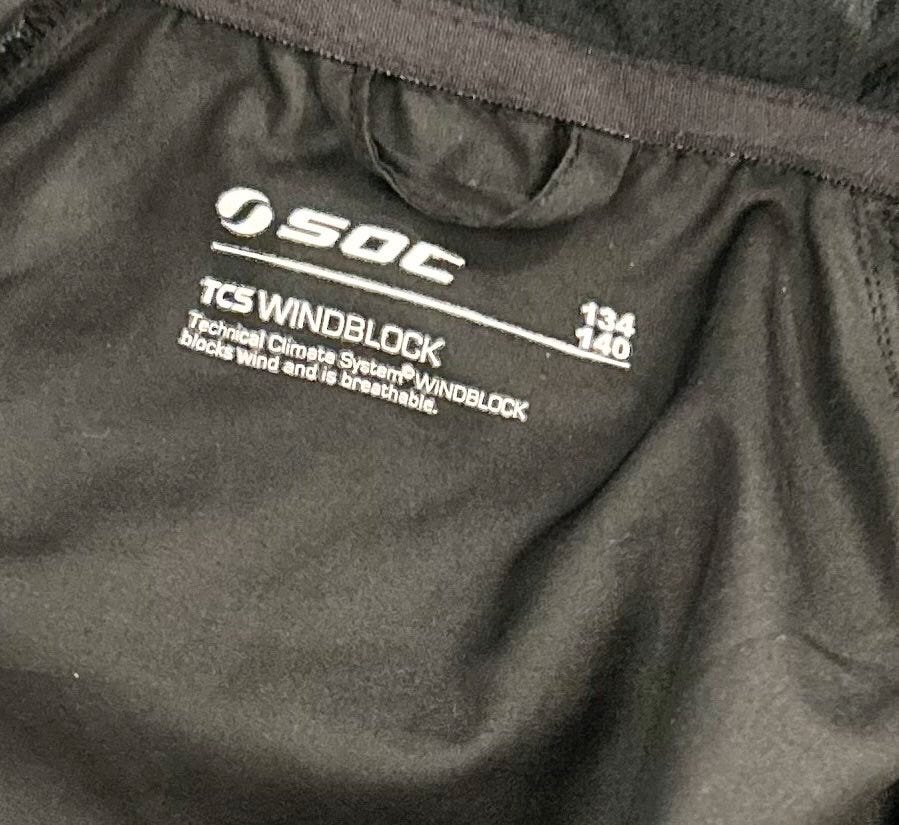 SOC
134
140
TCS WINDBLOCK
Technical Climate System® WINDBLOCK
blocks wind and is breathable.